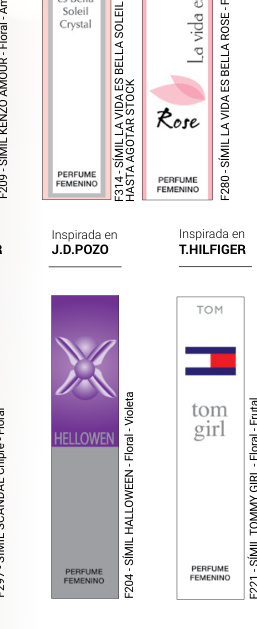 F209 - SÍMIL KENZO AMOUR - Floral - Am
es Bella
Soleil
Crystal
PERFUME
FEMENINO
F314 - SÍMIL LA VIDA ES BELLA SOLEIL
HASTA AGOTAR STOCK
La vida es
Rose
PERFUME
FEMENINO
F280 - SÍMIL LA VIDA ES BELLA ROSE - F
Inspirada en
J.D.POZO
Inspirada en
T.HILFIGER
F297 - SÍMIL SCANDAL Chipre - Floral
HELLOWEN
PERFUME
FEMENINO
F204 - SÍMIL HALLOWEEN - Floral - Violeta
TOM
tom
girl
PERFUME
FEMENINO
F221 - SÍMIL TOMMY GIRL - Floral - Frutal